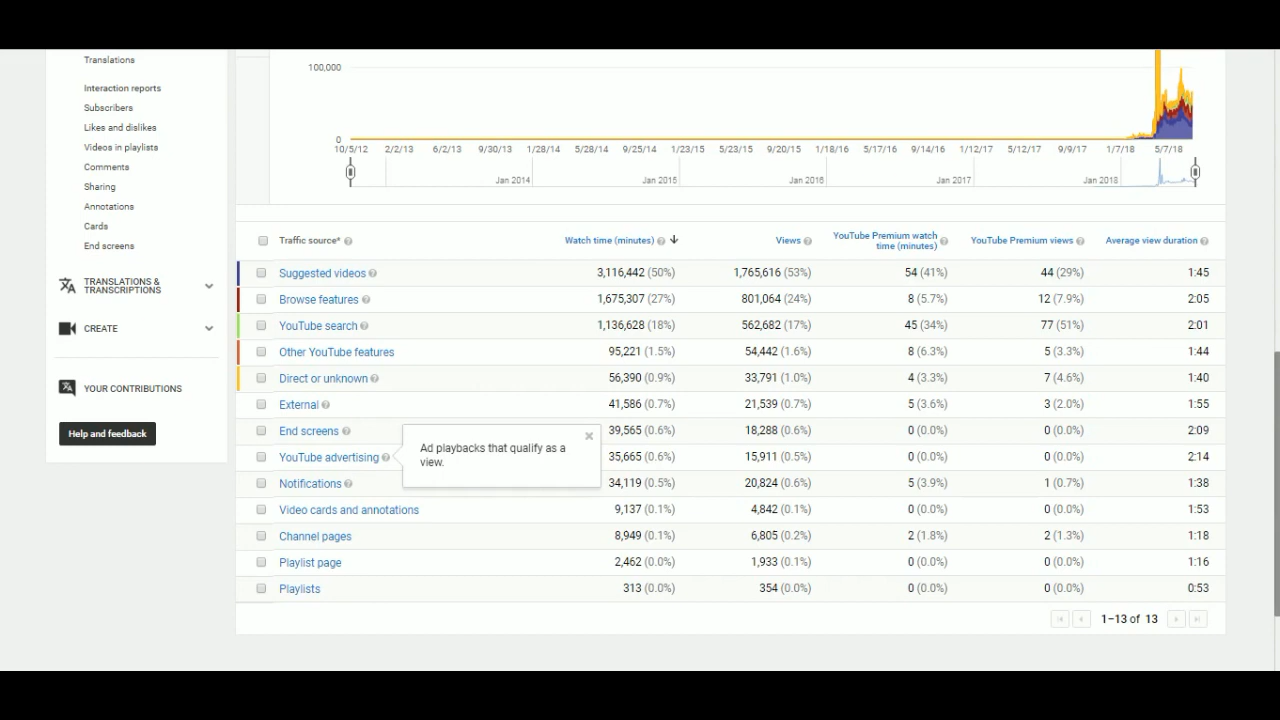 Translations
Interaction reports
Subscribers
Likes and dislikes
Videos in playlists
Comments
Sharing
Annotations
Cards
End screens
TRANSLATIONS &
TRANSCRIPTIONS
CREATE
YOUR CONTRIBUTIONS
Help and feedback
100,000
0
10/5/12 2/2/13 6/2/13 9/30/13 1/28/14 5/28/14 9/25/14 1/23/15 5/23/15 9/20/15 1/18/16 5/17/16 9/14/16 1/12/17 5/12/17 9/9/17 1/7/18 5/7/18
Jan 2014 Jan 2015 Jan 2016 Jan 2017 Jan 2018
Traffic source* Watch time (minutes) Views YouTube Premium watch time (minutes) YouTube Premium views Average view duration
Suggested videos 3,116,442 (50%) 1,765,616 (53%) 54 (41%) 44 (29%) 1:45
Browse features 1,675,307 (27%) 801,064 (24%) 8 (5.7%) 12 (7.9%) 2:05
YouTube search 1,136,628 (18%) 562,682 (17%) 45 (34%) 77 (51%) 2:01
Other YouTube features 95,221 (1.5%) 54,442 (1.6%) 8 (6.3%) 5 (3.3%) 1:44
Direct or unknown 56,390 (0.9%) 33,791 (1.0%) 4 (3.3%) 7 (4.6%) 1:40
External 41,586 (0.7%) 21,539 (0.7%) 5 (3.6%) 3 (2.0%) 1:55
End screens 39,565 (0.6%) 18,288 (0.6%) 0 (0.0%) 0 (0.0%) 2:09
YouTube advertising 35,665 (0.6%) 15,911 (0.5%) 0 (0.0%) 0 (0.0%) 2:14
Ad playbacks that qualify as a
view.
Notifications 34,119 (0.5%) 20,824 (0.6%) 5 (3.9%) 1 (0.7%) 1:38
Video cards and annotations 9,137 (0.1%) 4,842 (0.1%) 0 (0.0%) 0 (0.0%) 1:53
Channel pages 8,949 (0.1%) 6,805 (0.2%) 2 (1.8%) 2 (1.3%) 1:18
Playlist page 2,462 (0.0%) 1,933 (0.1%) 0 (0.0%) 0 (0.0%) 1:16
Playlists 313 (0.0%) 354 (0.0%) 0 (0.0%) 0 (0.0%) 0:53
1–13 of 13